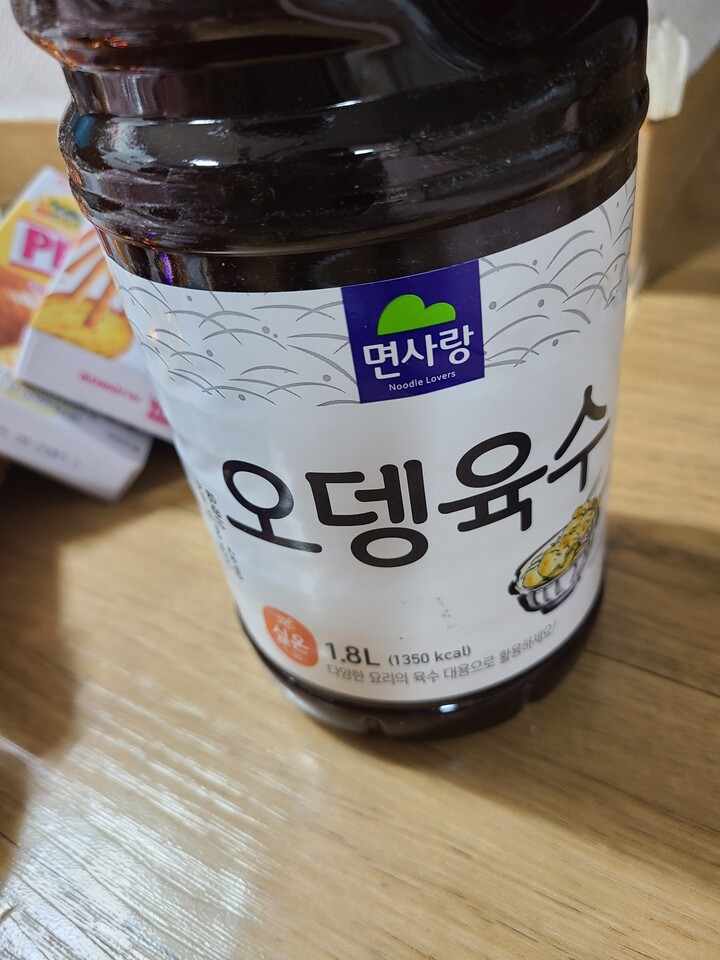 면사랑
Noodle Lovers
오뎅육수
실온
1.8L (1350 kcal)
다양한 요리의 육수 대용으로 활용하세요!